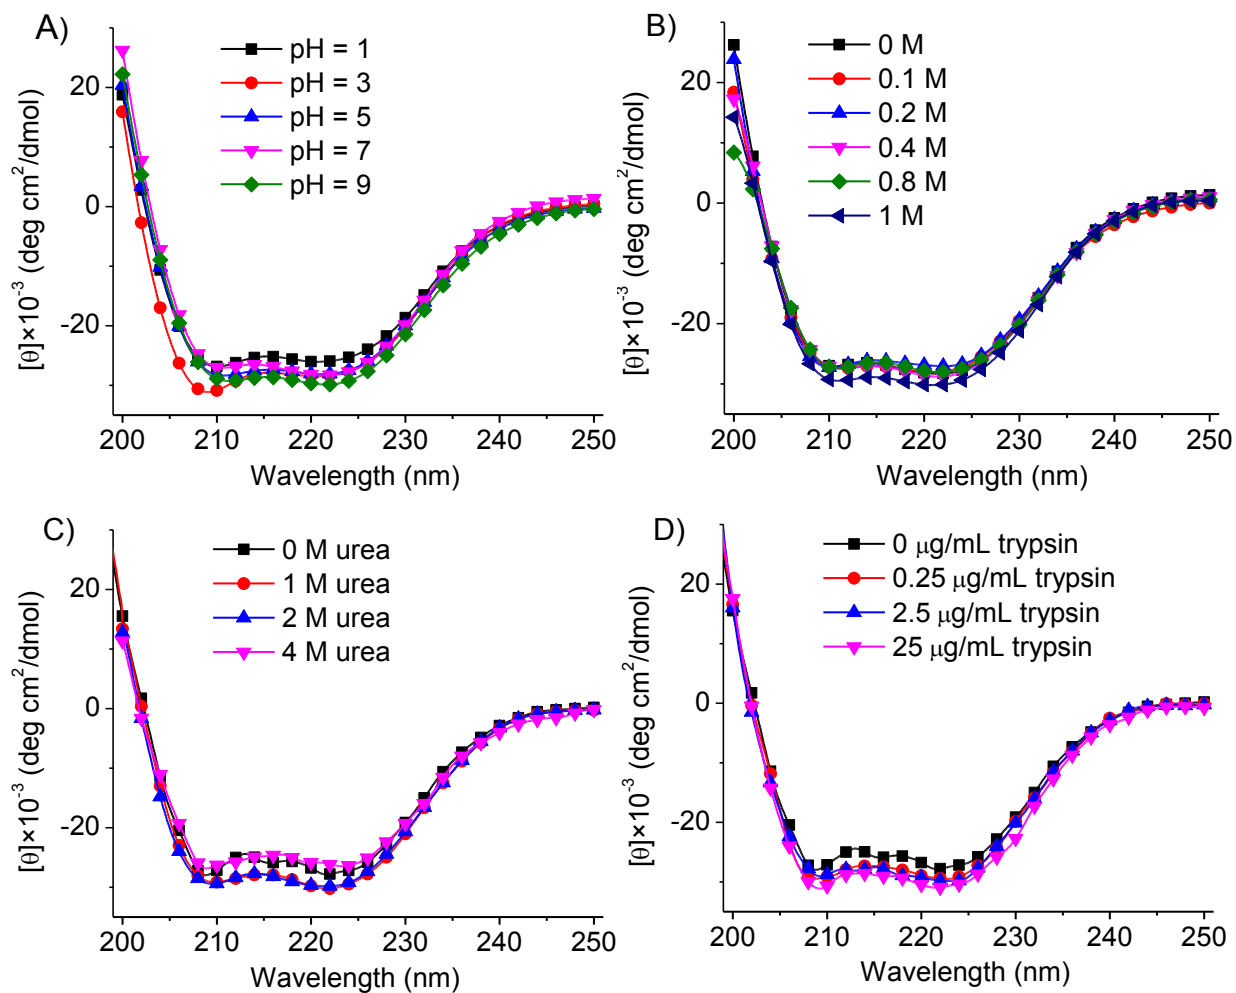 A)
pH = 1
pH = 3
pH = 5
pH = 7
pH = 9
20
0
-20
200 210 220 230 240 250
Wavelength (nm)
[θ]×10⁻³ (deg cm²/dmol)
B)
0 M
0.1 M
0.2 M
0.4 M
0.8 M
1 M
20
0
-20
200 210 220 230 240 250
Wavelength (nm)
[θ]×10⁻³ (deg cm²/dmol)
C)
0 M urea
1 M urea
2 M urea
4 M urea
20
0
-20
200 210 220 230 240 250
Wavelength (nm)
[θ]×10⁻³ (deg cm²/dmol)
D)
0 μg/mL trypsin
0.25 μg/mL trypsin
2.5 μg/mL trypsin
25 μg/mL trypsin
20
0
-20
200 210 220 230 240 250
Wavelength (nm)
[θ]×10⁻³ (deg cm²/dmol)